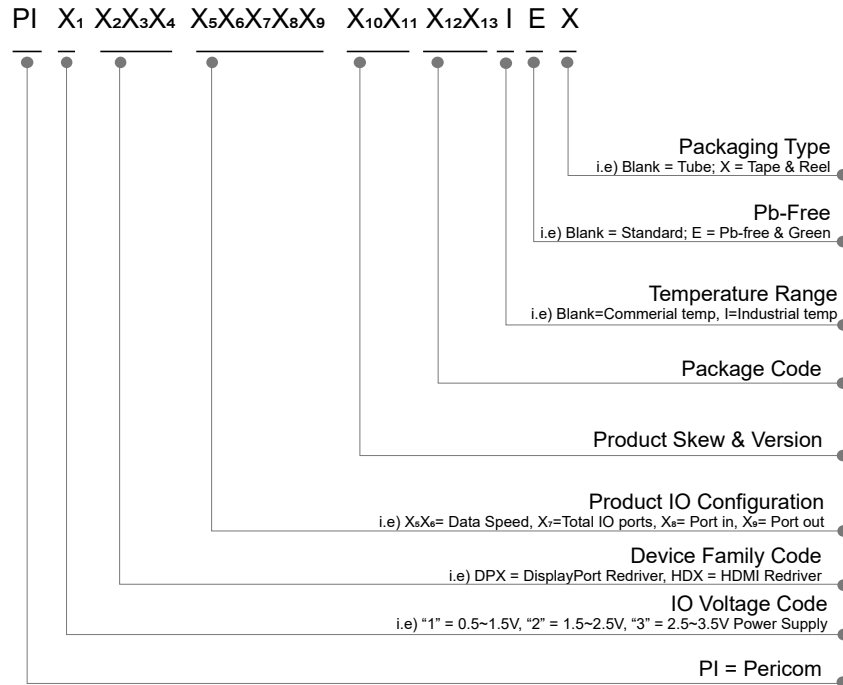 PI X₁ X₂X₃X₄ X₅X₆X₇X₈X₉ X₁₀X₁₁ X₁₂X₁₃ I E X
Packaging Type
i.e) Blank = Tube; X = Tape & Reel
Pb-Free
i.e) Blank = Standard; E = Pb-free & Green
Temperature Range
i.e) Blank=Commerial temp, I=Industrial temp
Package Code
Product Skew & Version
Product IO Configuration
i.e) X₅X₆= Data Speed, X₇=Total IO ports, X₈= Port in, X₉= Port out
Device Family Code
i.e) DPX = DisplayPort Redriver, HDX = HDMI Redriver
IO Voltage Code
i.e) “1” = 0.5~1.5V, “2” = 1.5~2.5V, “3” = 2.5~3.5V Power Supply
PI = Pericom